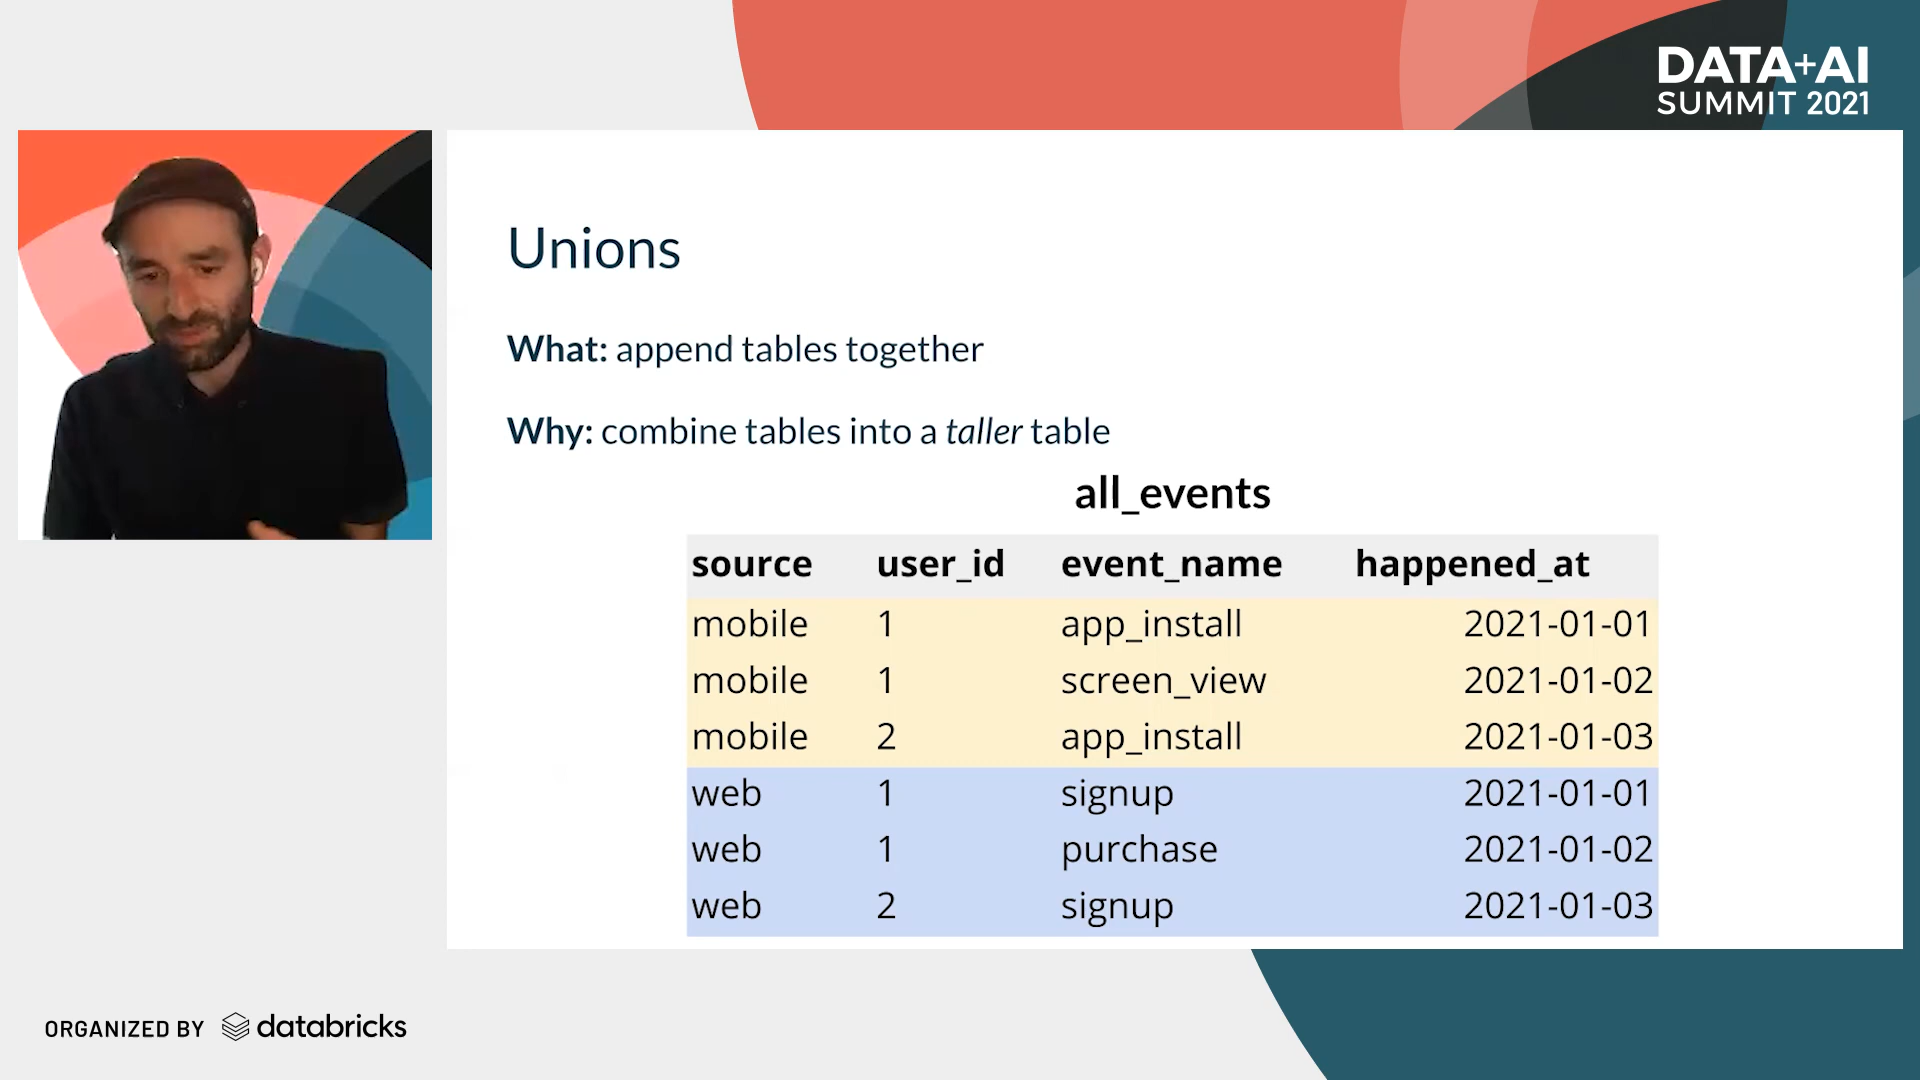 DATA+AI
SUMMIT 2021
Unions
What: append tables together
Why: combine tables into a taller table
all_events
source user_id event_name happened_at
mobile 1 app_install 2021-01-01
mobile 1 screen_view 2021-01-02
mobile 2 app_install 2021-01-03
web 1 signup 2021-01-01
web 1 purchase 2021-01-02
web 2 signup 2021-01-03
ORGANIZED BY databricks